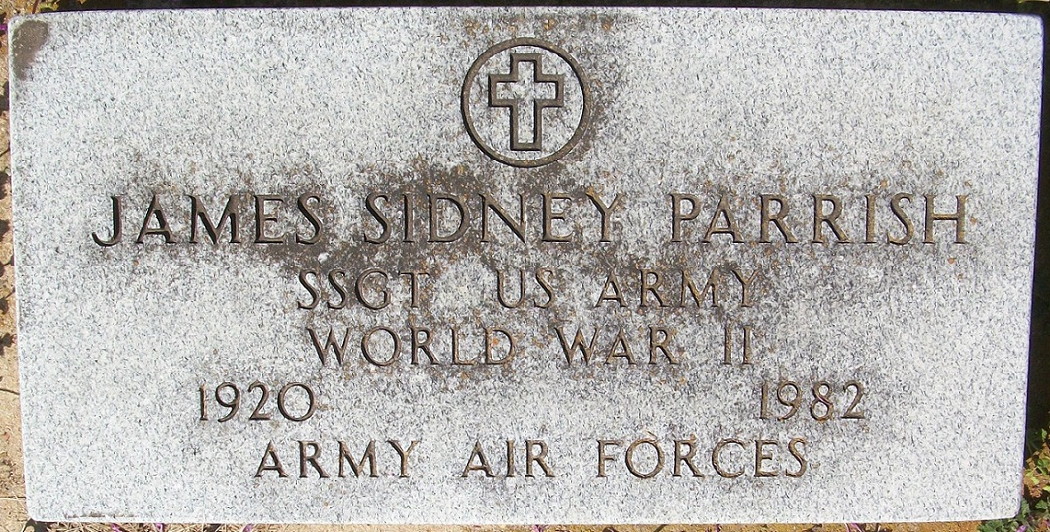 JAMES SIDNEY PARRISH
SSGT US ARMY
WORLD WAR II
1920 1982
ARMY AIR FORCES